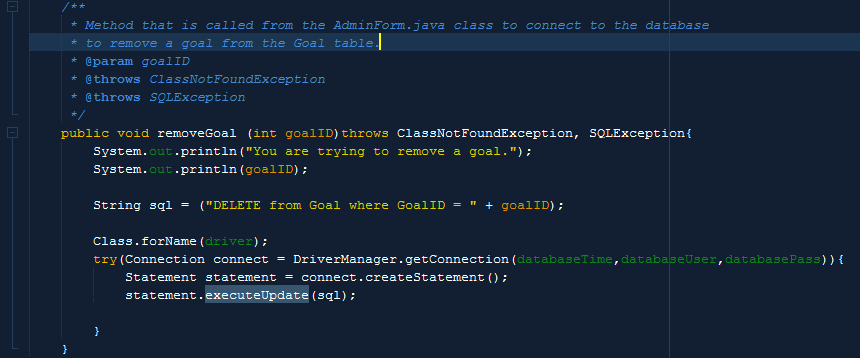 /**
 * Method that is called from the AdminForm.java class to connect to the database
 * to remove a goal from the Goal table.
 * @param goalID
 * @throws ClassNotFoundException
 * @throws SQLException
 */
public void removeGoal (int goalID)throws ClassNotFoundException, SQLException{
    System.out.println("You are trying to remove a goal.");
    System.out.println(goalID);

    String sql = ("DELETE from Goal where GoalID = " + goalID);

    Class.forName(driver);
    try(Connection connect = DriverManager.getConnection(databaseTime,databaseUser,databasePass)){
        Statement statement = connect.createStatement();
        statement.executeUpdate(sql);

    }
}